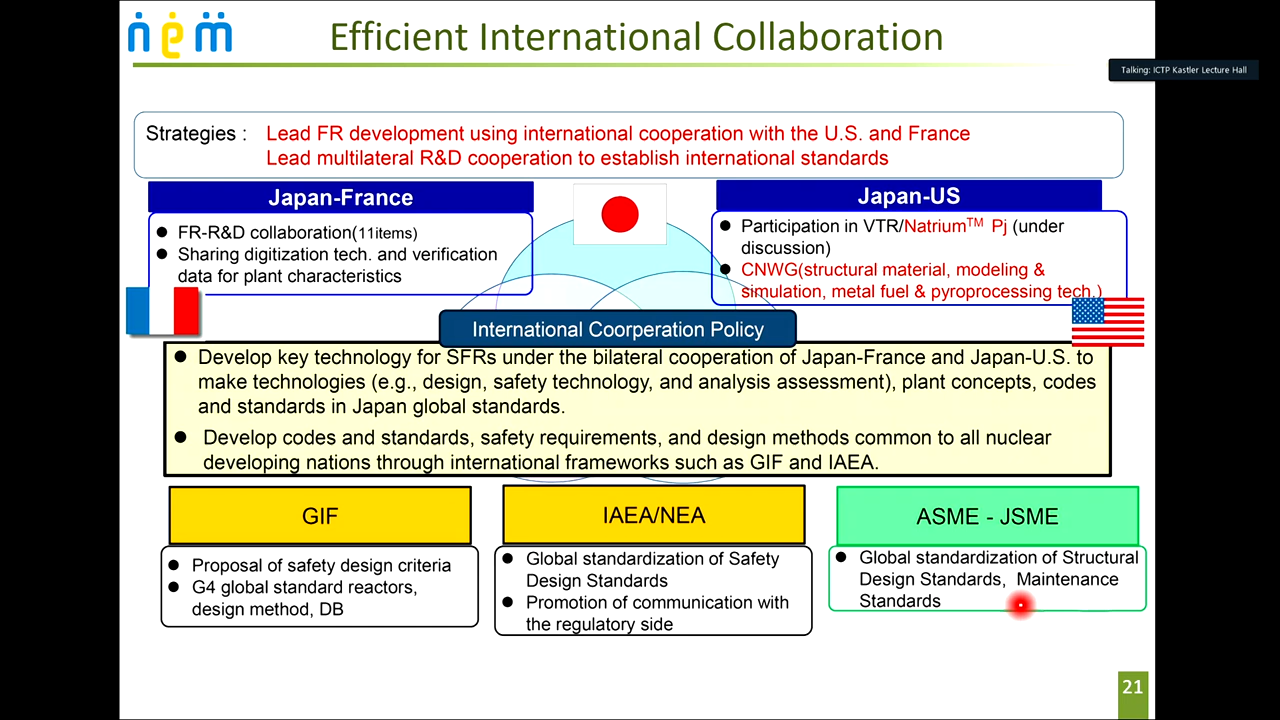 nem
Efficient International Collaboration
Talking: ICTP Kastler Lecture Hall
Strategies : Lead FR development using international cooperation with the U.S. and France
Lead multilateral R&D cooperation to establish international standards
Japan-France
● FR-R&D collaboration(11items)
● Sharing digitization tech. and verification
data for plant characteristics
Japan-US
● Participation in VTR/Natrium™ Pj (under
discussion)
● CNWG(structural material, modeling &
simulation, metal fuel & pyroprocessing tech.)
International Coorperation Policy
● Develop key technology for SFRs under the bilateral cooperation of Japan-France and Japan-U.S. to
make technologies (e.g., design, safety technology, and analysis assessment), plant concepts, codes
and standards in Japan global standards.
● Develop codes and standards, safety requirements, and design methods common to all nuclear
developing nations through international frameworks such as GIF and IAEA.
GIF
● Proposal of safety design criteria
● G4 global standard reactors,
design method, DB
IAEA/NEA
● Global standardization of Safety
Design Standards
● Promotion of communication with
the regulatory side
ASME - JSME
● Global standardization of Structural
Design Standards, Maintenance
Standards
21